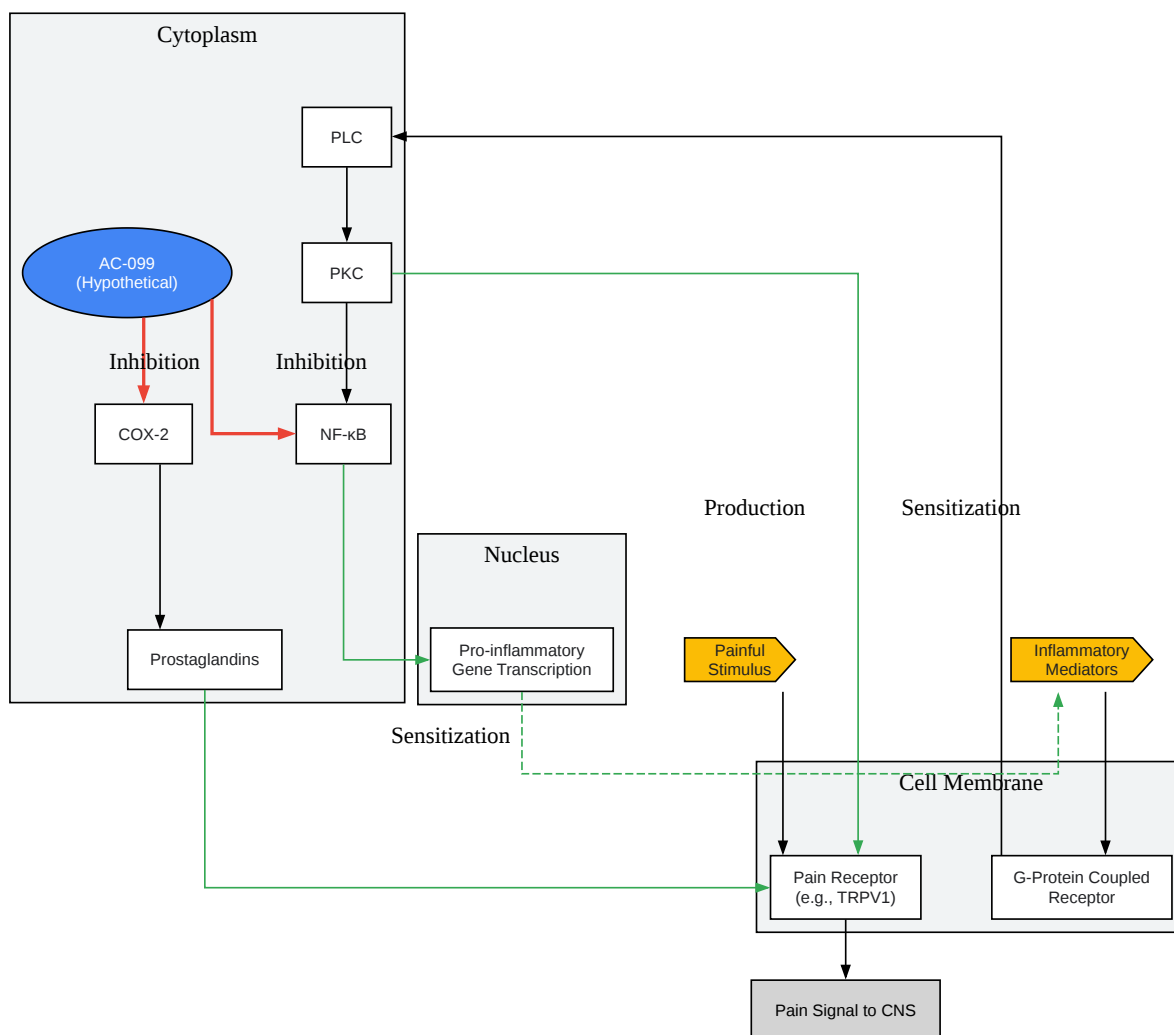 Cytoplasm
PLC
AC-099
(Hypothetical)
PKC
Inhibition
Inhibition
COX-2
NF-κB
Production
Sensitization
Nucleus
Prostaglandins
Pro-inflammatory
Gene Transcription
Painful
Stimulus
Inflammatory
Mediators
Sensitization
Cell Membrane
Pain Receptor
(e.g., TRPV1)
G-Protein Coupled
Receptor
Pain Signal to CNS